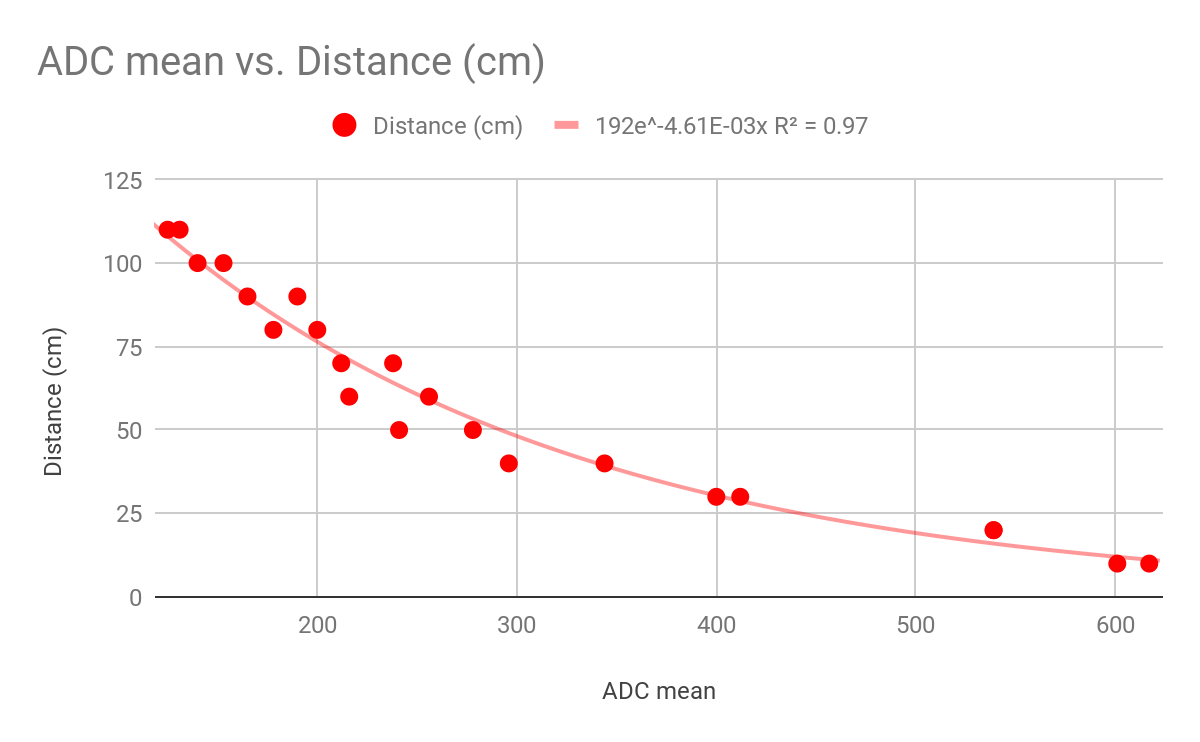 ADC mean vs. Distance (cm)
Distance (cm) 192e^-4.61E-03x R² = 0.97
125
100
75
50
25
0
Distance (cm)
200 300 400 500 600
ADC mean